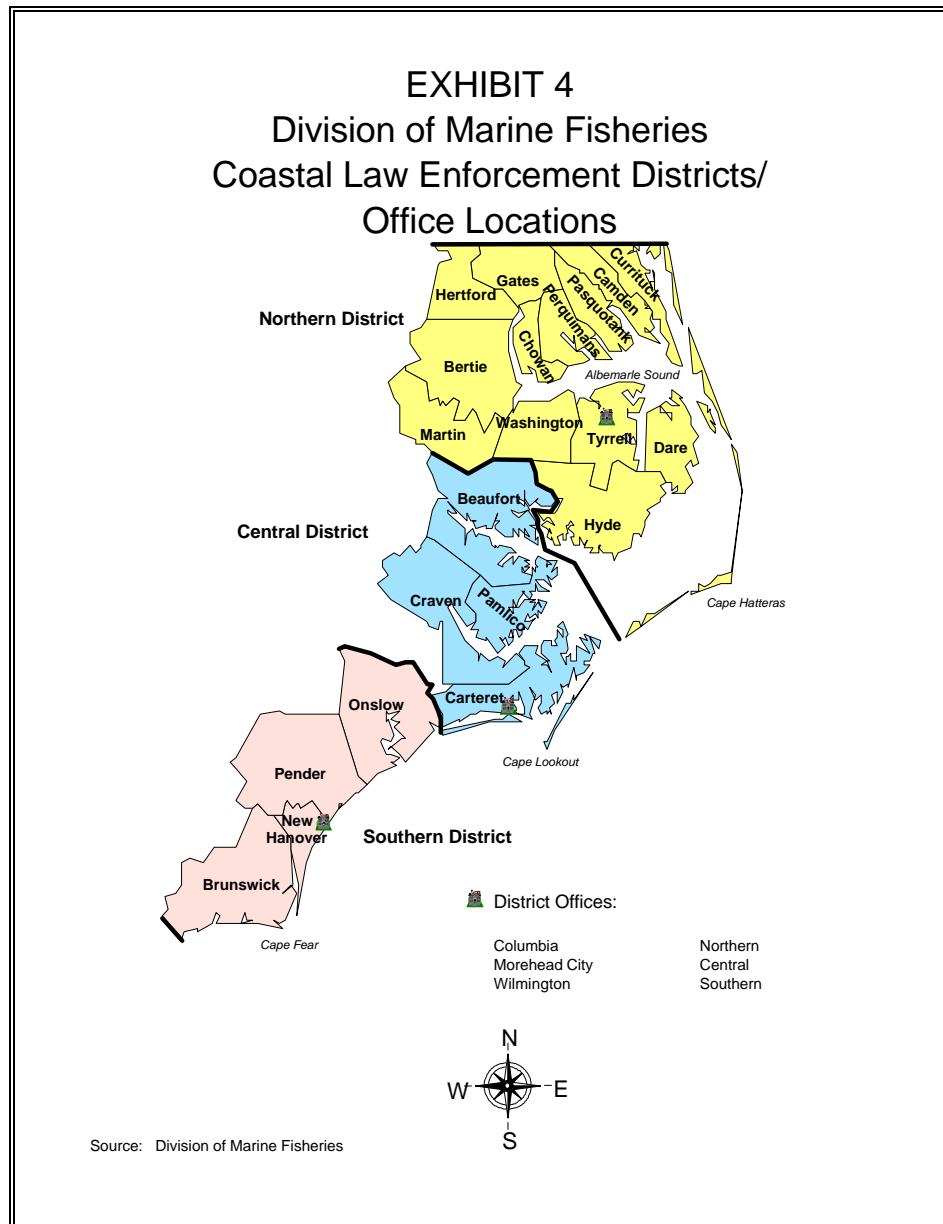 EXHIBIT 4
Division of Marine Fisheries
Coastal Law Enforcement Districts/
Office Locations
Currituck
Camden
Pasquotank
Perquimans
Gates
Hertford
Northern District
Chowan
Bertie
Albemarle Sound
Washington
Tyrrell
Martin
Dare
Beaufort
Hyde
Central District
Craven
Pamlico
Cape Hatteras
Carteret
Onslow
Cape Lookout
Pender
New
Hanover
Southern District
Brunswick
Cape Fear
District Offices:
Columbia Northern
Morehead City Central
Wilmington Southern
N
W E
S
Source: Division of Marine Fisheries